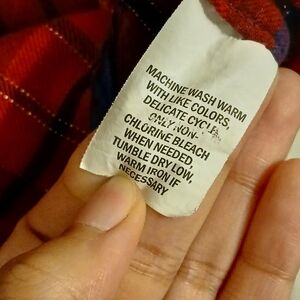 MACHINE WASH WARM
WITH LIKE COLORS,
DELICATE CYCLE,
ONLY NON-
CHLORINE BLEACH
WHEN NEEDED,
TUMBLE DRY LOW,
WARM IRON IF
NECESSARY